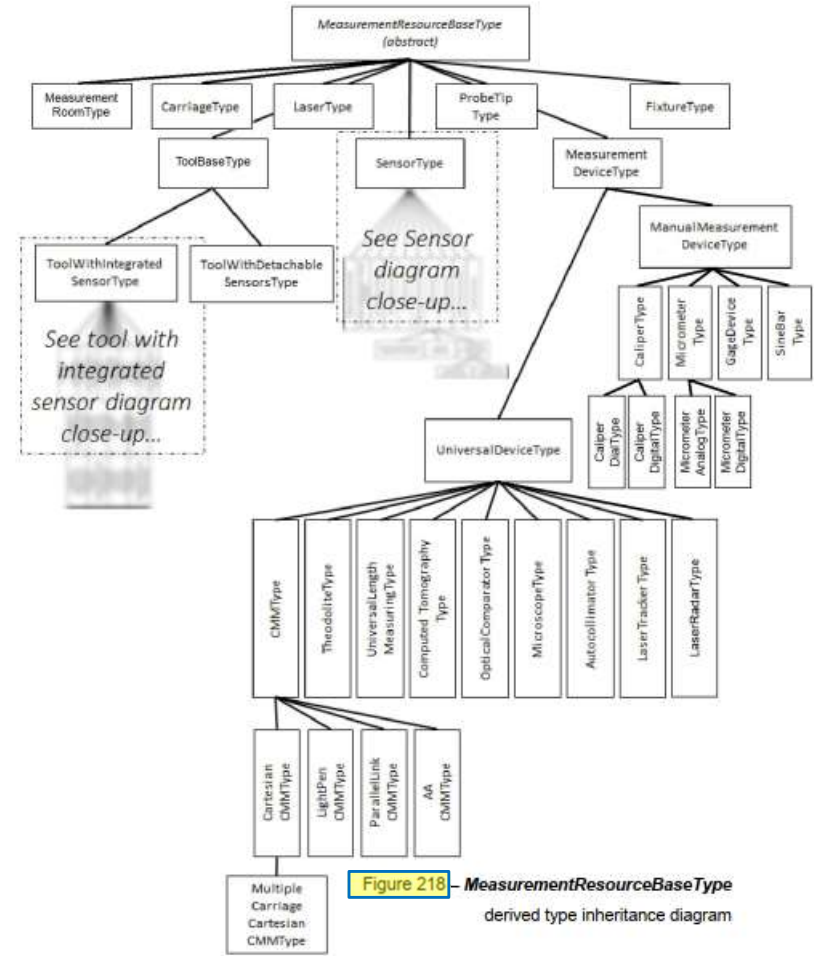 MeasurementResourceBaseType
(abstract)
Measurement
RoomType
CarriageType
LaserType
ProbeTip
Type
FixtureType
ToolBaseType
SensorType
Measurement
DeviceType
See Sensor
diagram
close-up...
ManualMeasurement
DeviceType
ToolWithIntegrated
SensorType
ToolWithDetachable
SensorsType
See tool with
integrated
sensor diagram
close-up...
CaliperType
Micrometer
Type
GageDevice
Type
SineBar
Type
Caliper
DialType
Caliper
DigitalType
Micrometer
AnalogType
Micrometer
DigitalType
UniversalDeviceType
CMMType
TheodoliteType
UniversalLength
MeasuringType
Computed Tomography
Type
OpticalComparator Type
MicroscopeType
Autocollimator Type
LaserTracker Type
LaserRadarType
Cartesian
CMMType
LightPen
CMMType
ParallelLink
CMMType
AA
CMMType
Multiple
Carriage
Cartesian
CMMType
Figure 218 – MeasurementResourceBaseType
derived type inheritance diagram